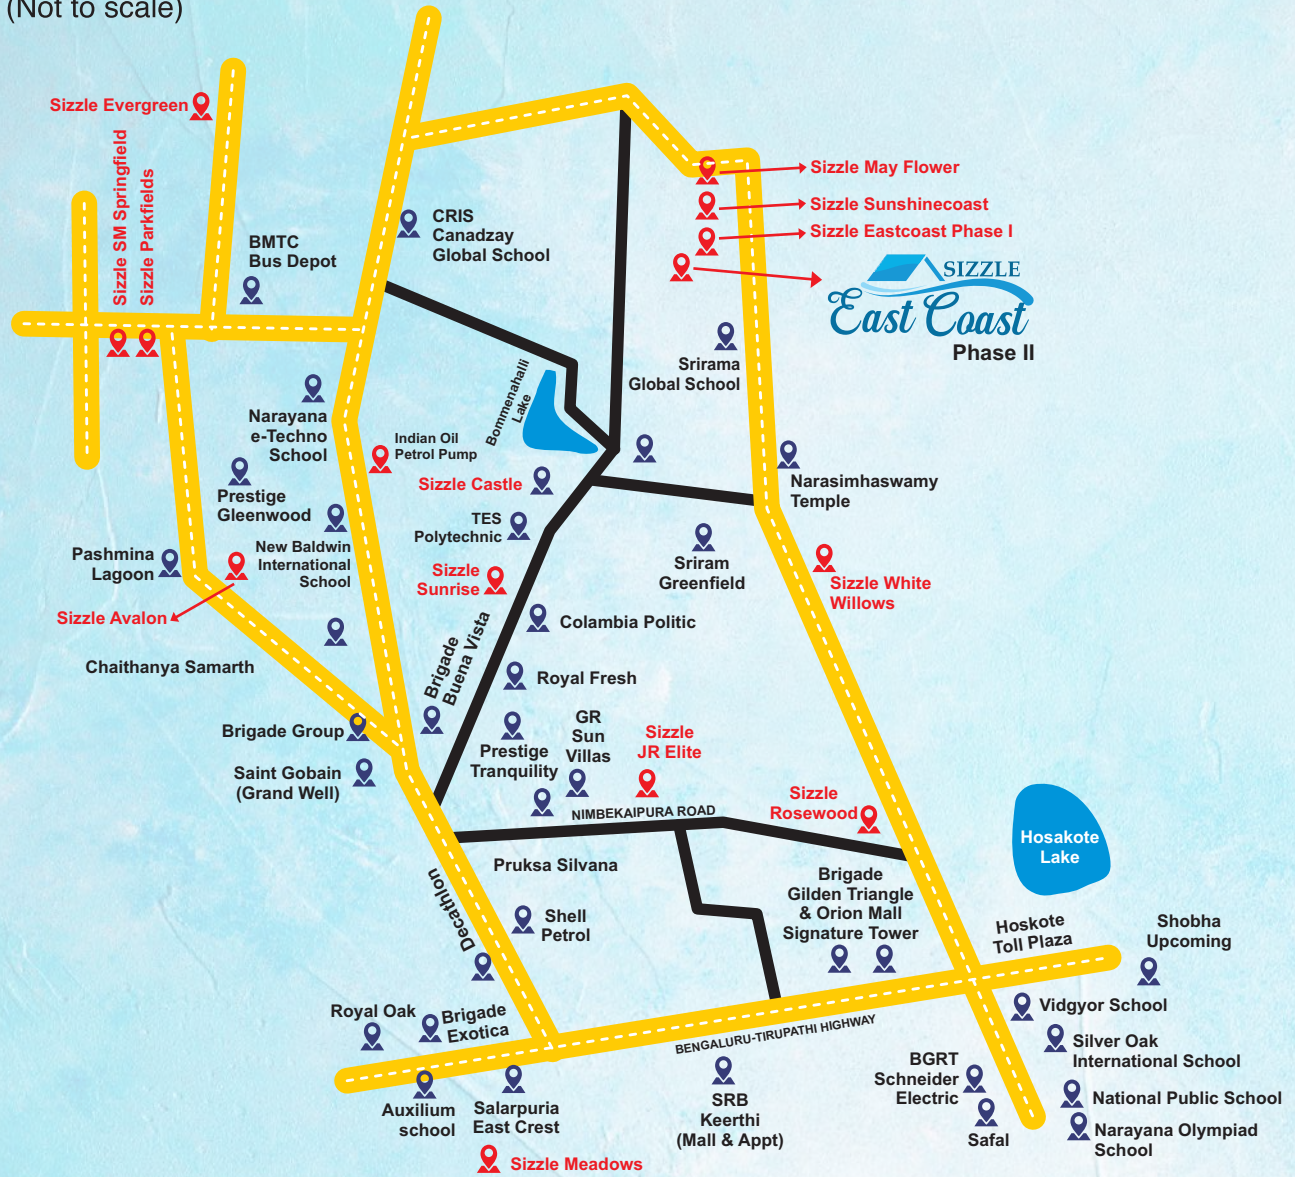 (Not to scale)
Sizzle Evergreen
Sizzle SM Springfield
Sizzle Parkfields
BMTC
Bus Depot
CRIS
Canadzay
Global School
Sizzle May Flower
Sizzle Sunshinecoast
Sizzle Eastcoast Phase I
SIZZLE
East Coast
Phase II
Srirama
Global School
Bommenahalli
Lake
Narayana
e-Techno
School
Indian Oil
Petrol Pump
Sizzle Castle
Narasimhaswamy
Temple
Prestige
Gleenwood
TES
Polytechnic
New Baldwin
International
School
Pashmina
Lagoon
Sriram
Greenfield
Sizzle
Sunrise
Sizzle White
Willows
Sizzle Avalon
Colambia Politic
Chaithanya Samarth
Brigade
Buena Vista
Royal Fresh
Brigade Group
GR
Sun
Villas
Sizzle
JR Elite
Prestige
Tranquility
Saint Gobain
(Grand Well)
Sizzle
Rosewood
NIMBEKAIPURA ROAD
Hosakote
Lake
Pruksa Silvana
Brigade
Gilden Triangle
& Orion Mall
Signature Tower
Decathlon
Shell
Petrol
Hoskote
Toll Plaza
Shobha
Upcoming
Royal Oak
Brigade
Exotica
Vidgyor School
BENGALURU-TIRUPATHI HIGHWAY
Silver Oak
International School
BGRT
Schneider
Electric
Auxilium
school
Salarpuria
East Crest
SRB
Keerthi
(Mall & Appt)
National Public School
Safal
Narayana Olympiad
School
Sizzle Meadows